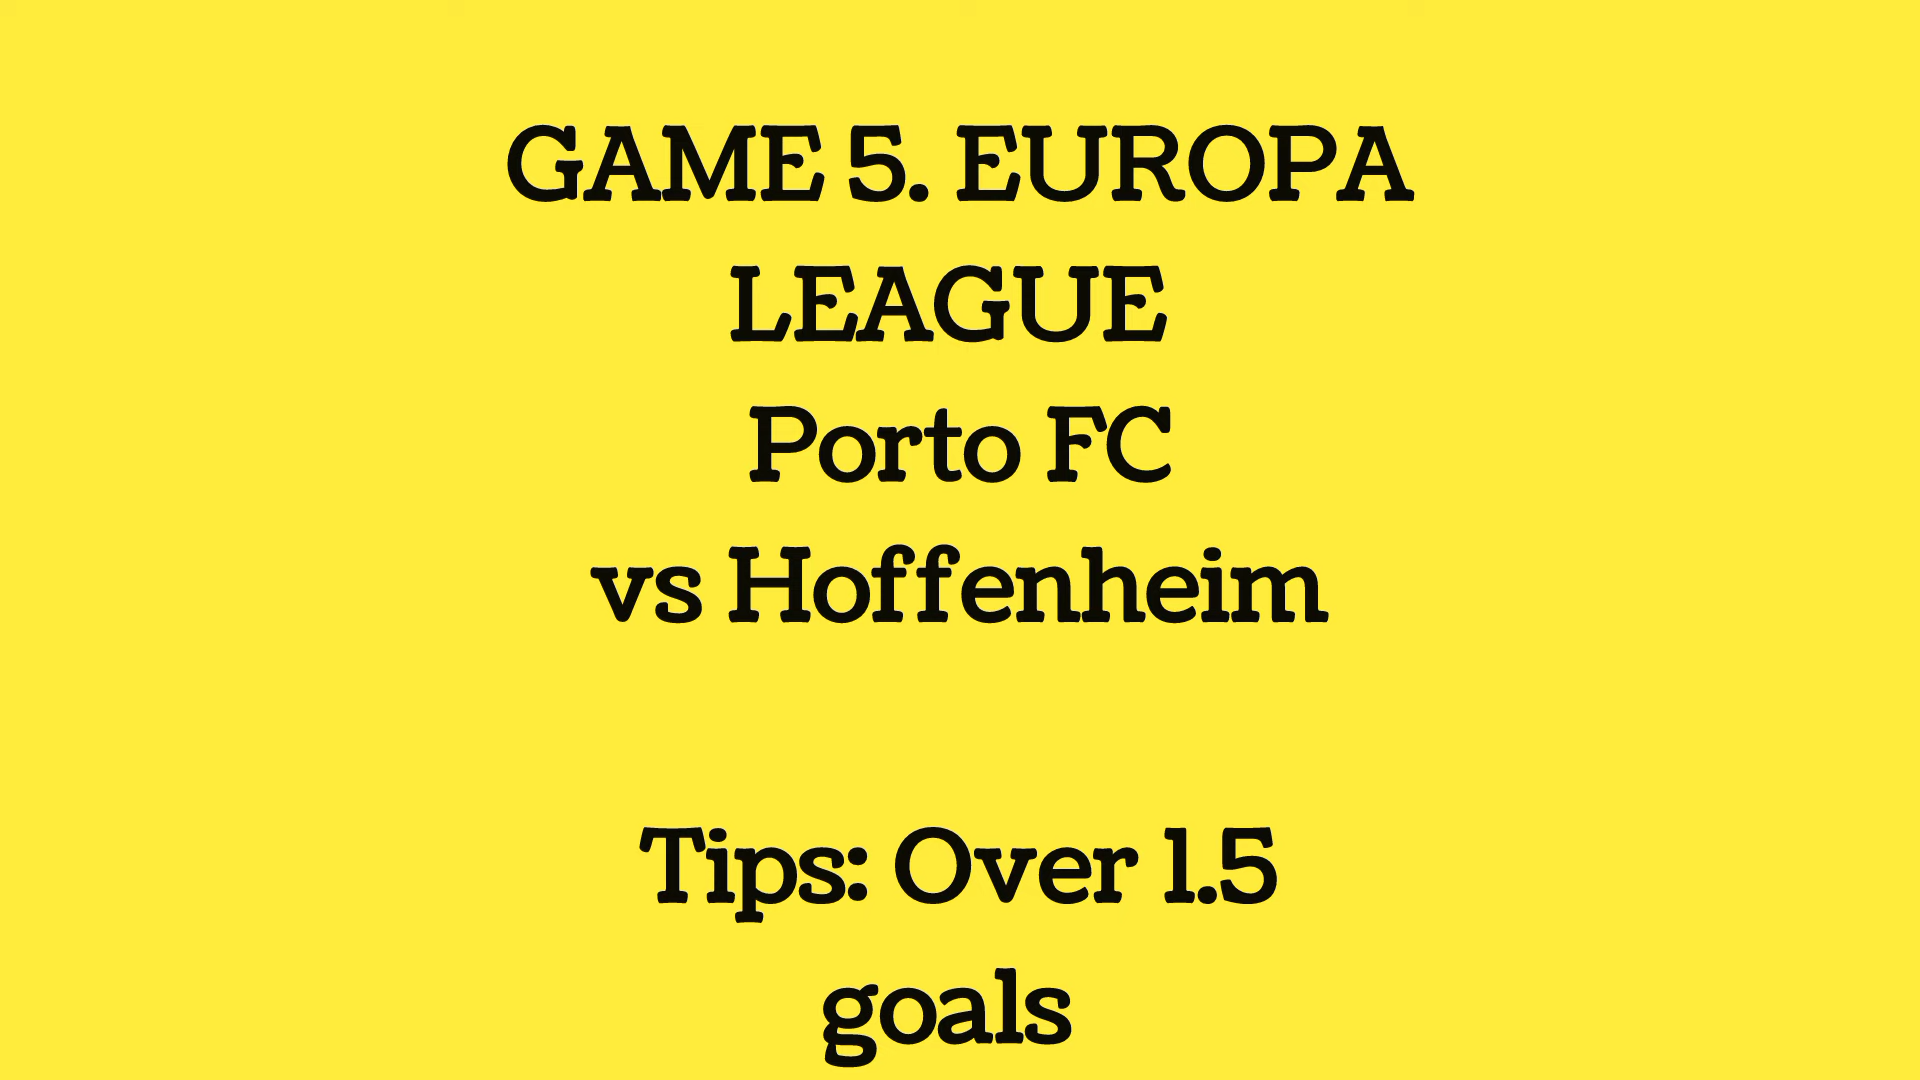 GAME 5. EUROPA
LEAGUE
Porto FC
vs Hoffenheim
Tips: Over 1.5
goals